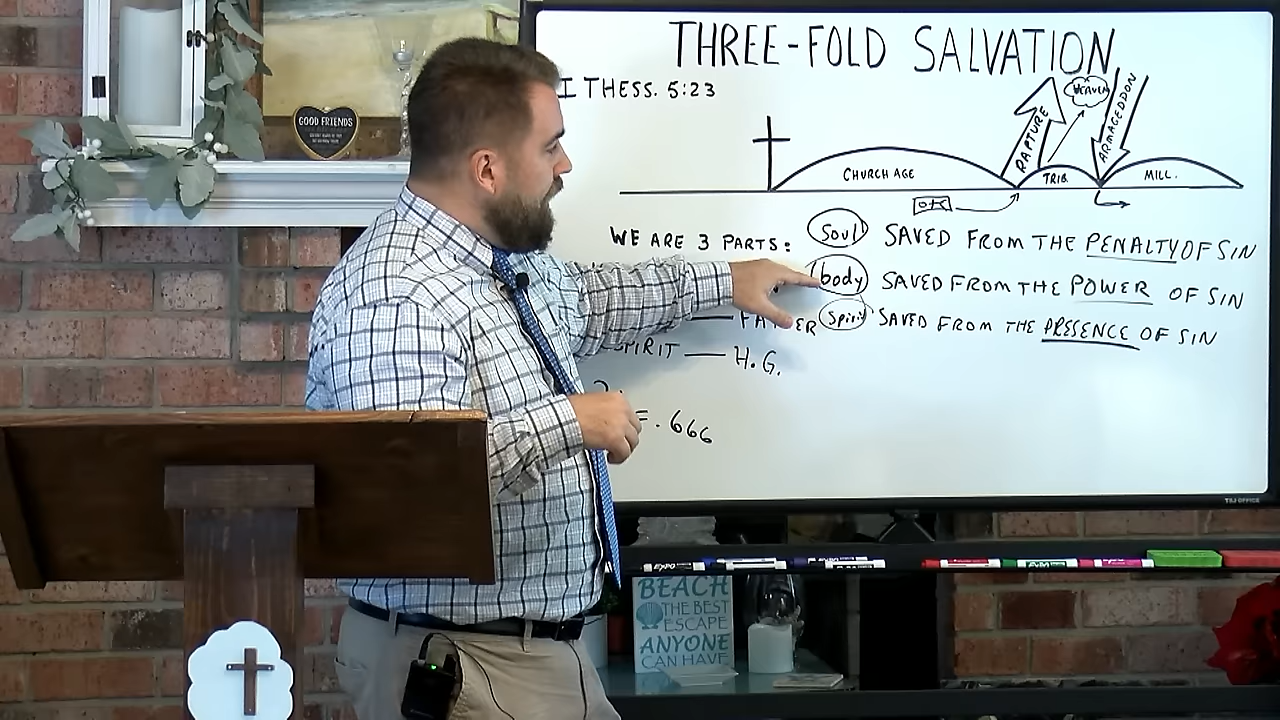 THREE-FOLD SALVATION
I THESS. 5:23
HEAVEN
RAPTURE
ARMAGEDDON
CHURCH AGE
TRIB.
MILL.
WE ARE 3 PARTS:
Soul SAVED FROM THE PENALTY OF SIN
body SAVED FROM THE POWER OF SIN
Spirit SAVED FROM THE PRESENCE OF SIN
SPIRIT — H.G.
666
GOOD FRIENDS
TSJ OFFICE
EXPO
BEACH
THE BEST
ESCAPE
ANYONE
CAN HAVE